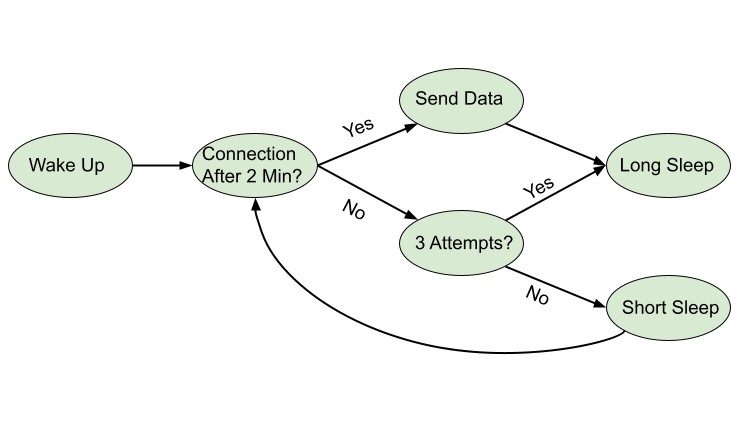 Wake Up
Connection
After 2 Min?
Yes
No
Send Data
3 Attempts?
Yes
No
Long Sleep
Short Sleep